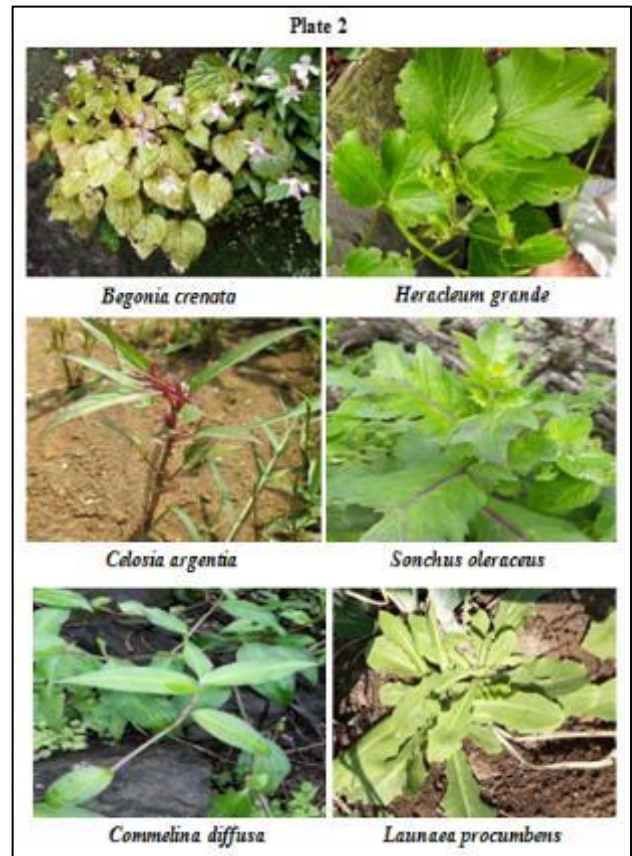 Plate 2
Begonia crenata Heracleum grande
Celosia argentia Sonchus oleraceus
Commelina diffusa Launaea procumbens